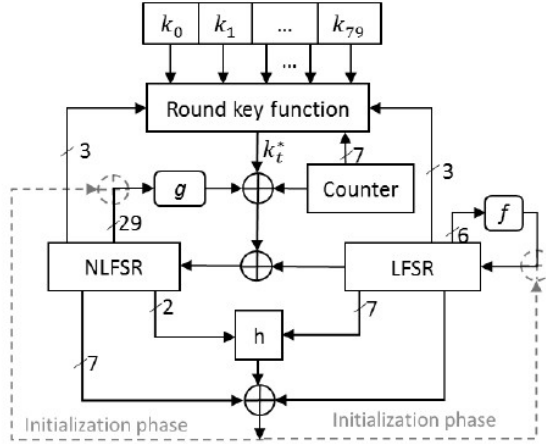 k0 k1 ... k79
...
Round key function
3 k*t 7 3
g Counter f
29 6
NLFSR LFSR
2 7
7 h
Initialization phase Initialization phase